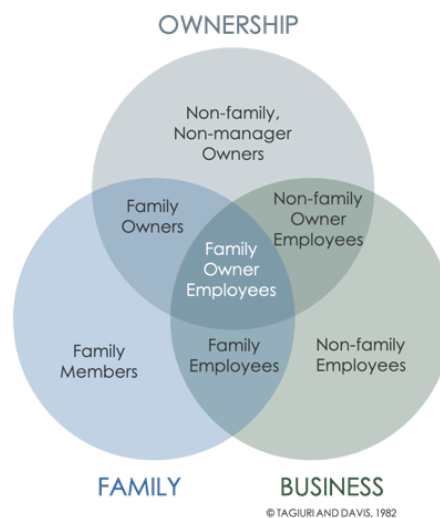 OWNERSHIP
Non-family,
Non-manager
Owners
Family
Owners
Non-family
Owner
Employees
Family
Owner
Employees
Family
Members
Family
Employees
Non-family
Employees
FAMILY
BUSINESS
© TAGIURI AND DAVIS, 1982